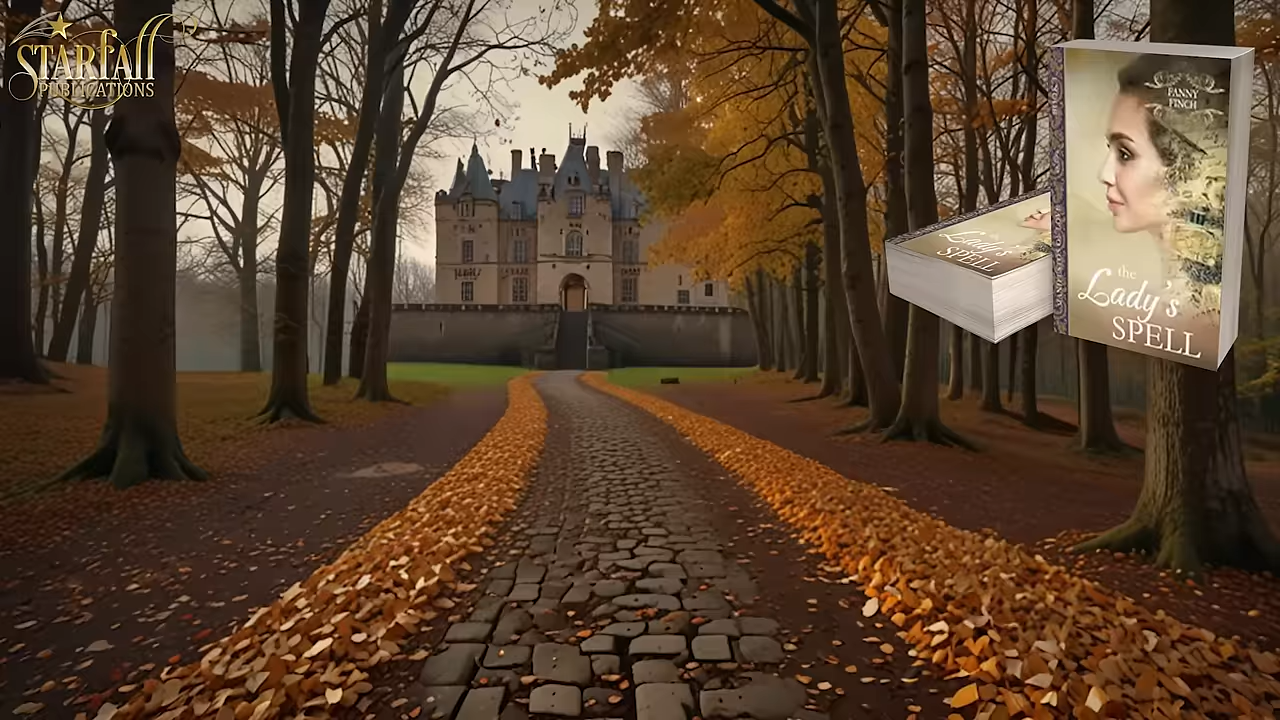 STARfall
PUBLICATIONS
FANNY
FINCH
the
Lady's
SPELL
Lady's
SPELL